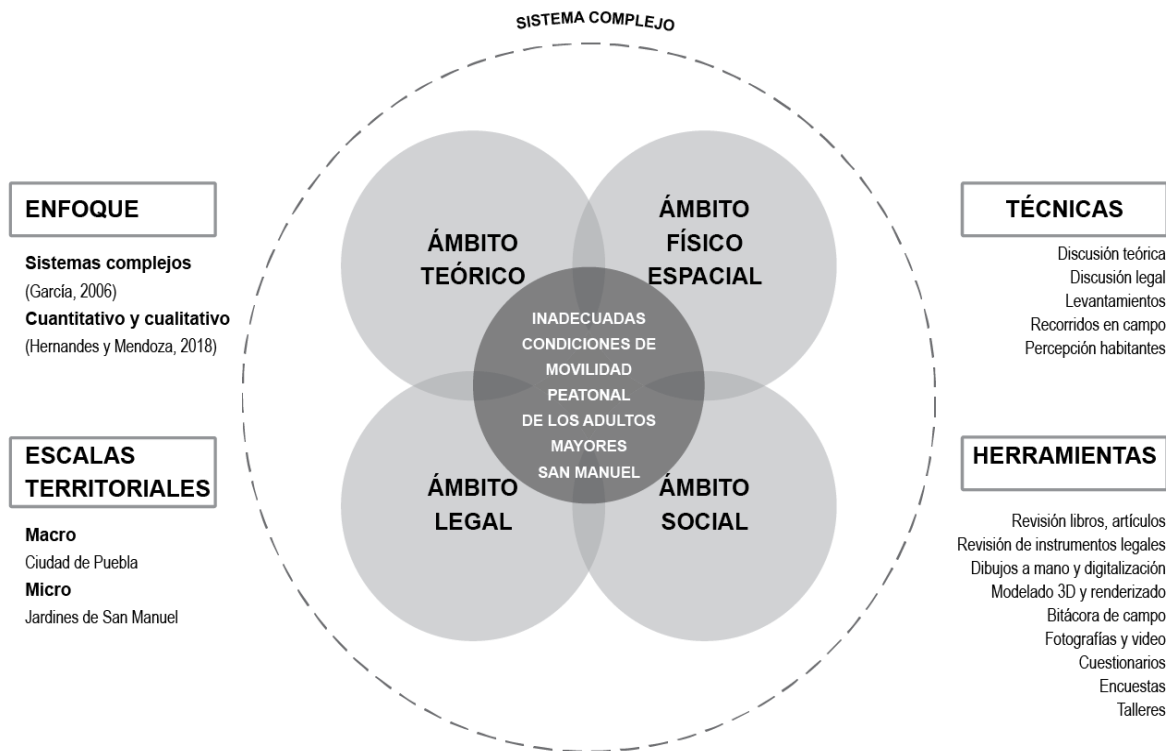 SISTEMA COMPLEJO
ENFOQUE
Sistemas complejos
(García, 2006)
Cuantitativo y cualitativo
(Hernandes y Mendoza, 2018)
ESCALAS
TERRITORIALES
Macro
Ciudad de Puebla
Micro
Jardines de San Manuel
ÁMBITO
TEÓRICO
ÁMBITO
FÍSICO
ESPACIAL
INADECUADAS
CONDICIONES DE
MOVILIDAD
PEATONAL
DE LOS ADULTOS
MAYORES
SAN MANUEL
ÁMBITO
LEGAL
ÁMBITO
SOCIAL
TÉCNICAS
Discusión teórica
Discusión legal
Levantamientos
Recorridos en campo
Percepción habitantes
HERRAMIENTAS
Revisión libros, artículos
Revisión de instrumentos legales
Dibujos a mano y digitalización
Modelado 3D y renderizado
Bitácora de campo
Fotografías y video
Cuestionarios
Encuestas
Talleres